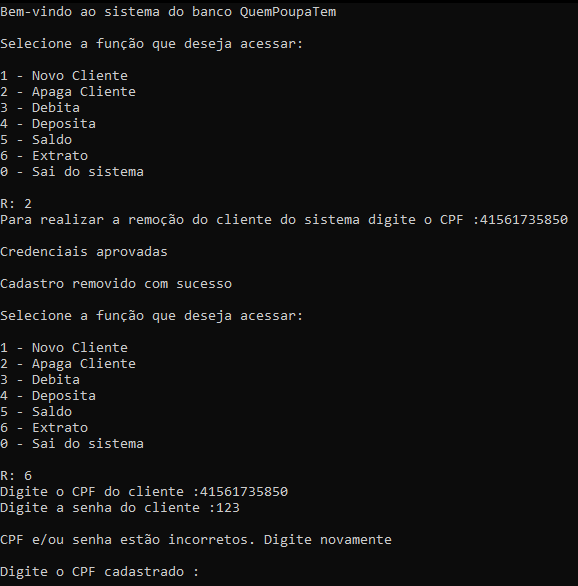 Bem-vindo ao sistema do banco QuemPoupaTem
Selecione a função que deseja acessar:
1 - Novo Cliente
2 - Apaga Cliente
3 - Debita
4 - Deposita
5 - Saldo
6 - Extrato
0 - Sai do sistema
R: 2
Para realizar a remoção do cliente do sistema digite o CPF :41561735850
Credenciais aprovadas
Cadastro removido com sucesso
Selecione a função que deseja acessar:
1 - Novo Cliente
2 - Apaga Cliente
3 - Debita
4 - Deposita
5 - Saldo
6 - Extrato
0 - Sai do sistema
R: 6
Digite o CPF do cliente :41561735850
Digite a senha do cliente :123
CPF e/ou senha estão incorretos. Digite novamente
Digite o CPF cadastrado :